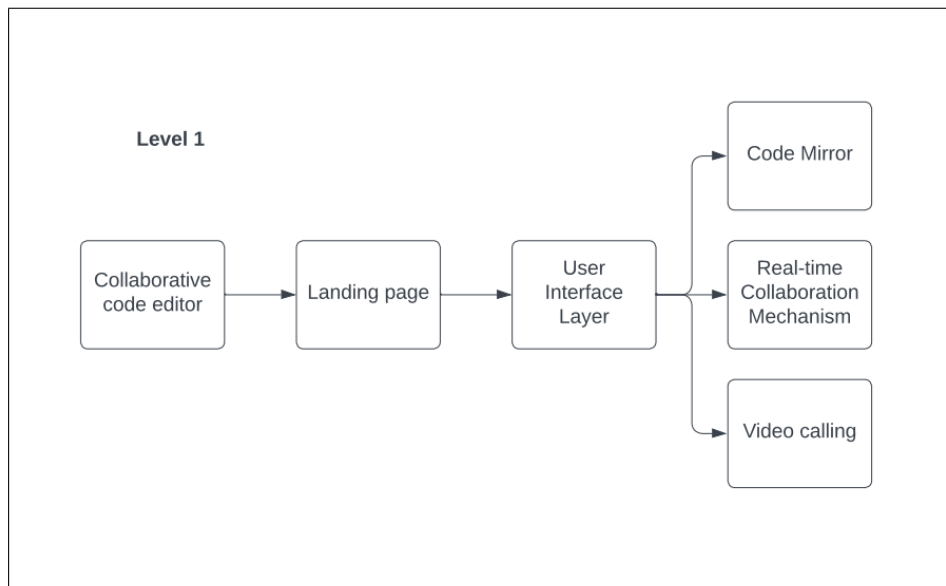 Level 1
Collaborative
code editor
Landing page
User
Interface
Layer
Code Mirror
Real-time
Collaboration
Mechanism
Video calling